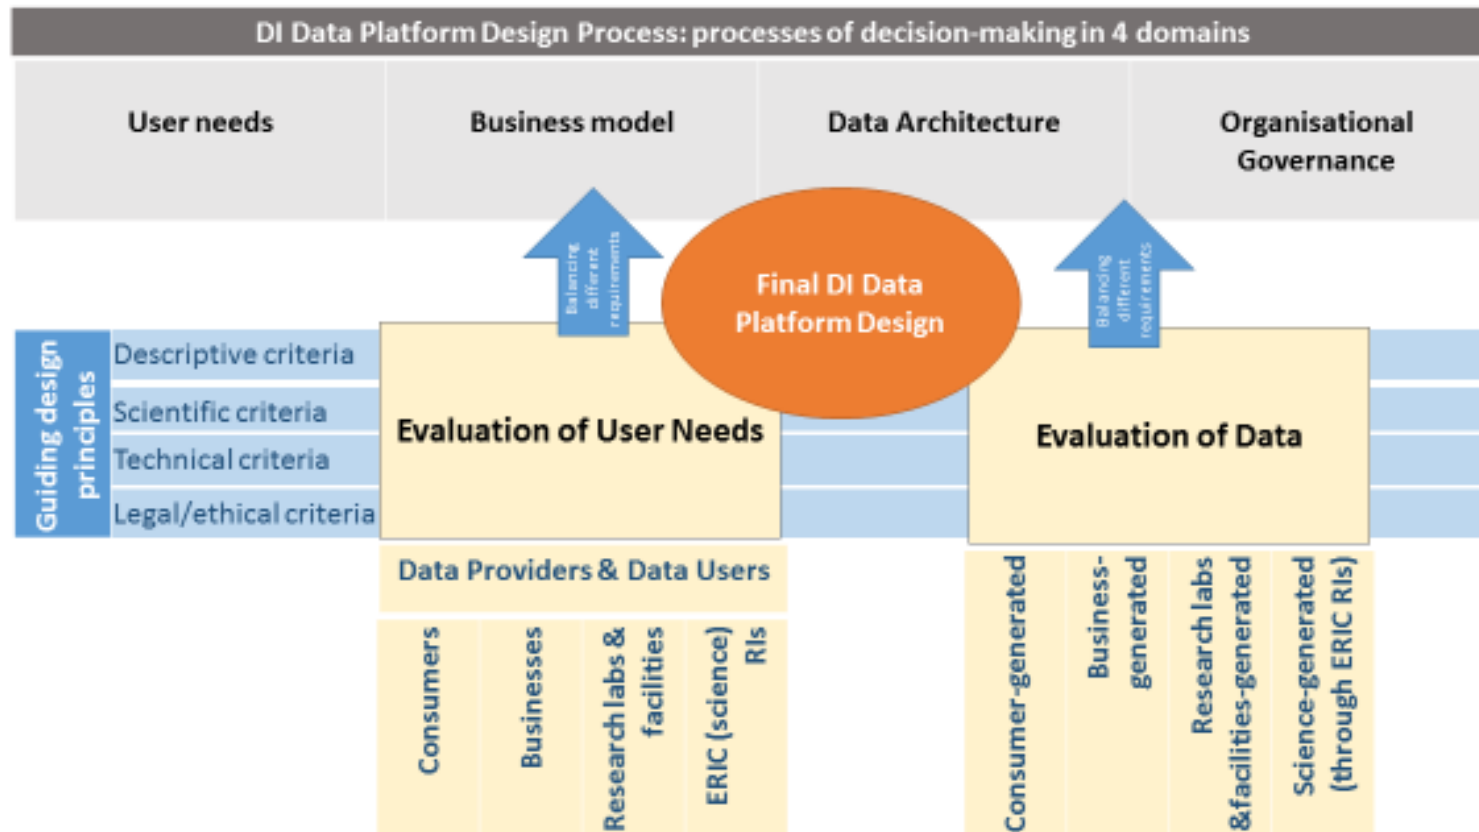 DI Data Platform Design Process: processes of decision-making in 4 domains
User needs
Business model
Data Architecture
Organisational
Governance
Balancing
different
requirements
Final DI Data
Platform Design
Balancing
different
requirements
Guiding design
principles
Descriptive criteria
Scientific criteria
Technical criteria
Legal/ethical criteria
Evaluation of User Needs
Evaluation of Data
Data Providers & Data Users
Consumers
Businesses
Research labs &
facilities
ERIC (science)
RIs
Consumer-generated
Business-
generated
Research labs
&facilities-generated
Science-generated
(through ERIC RIs)